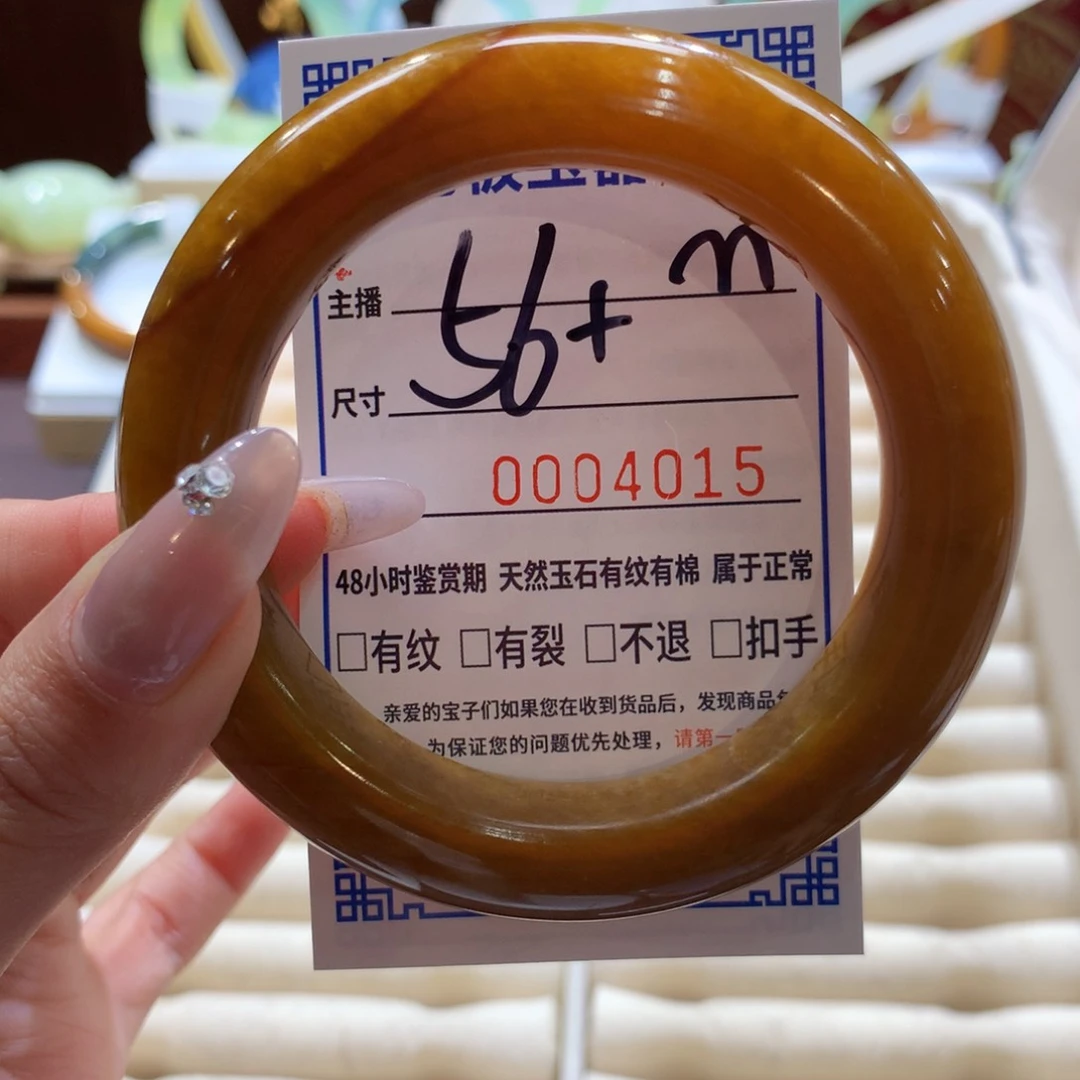 玉器
主播
56+ m
尺寸
0004015
48小时鉴赏期 天然玉石有纹有棉 属于正常
□有纹 □有裂 □不退 □扣手
亲爱的宝子们如果您在收到货品后，发现商品
为保证您的问题优先处理，请第一